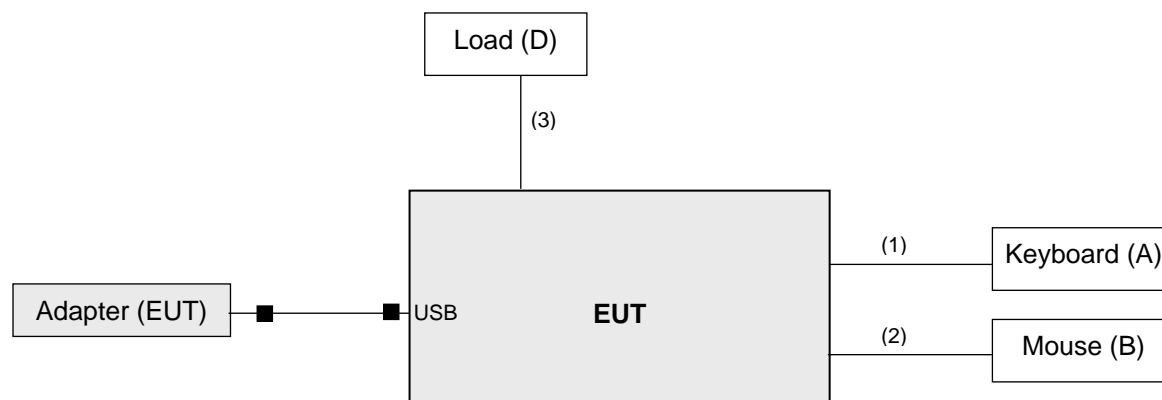 Load (D)
(3)
(1)
Keyboard (A)
Adapter (EUT)
USB
EUT
(2)
Mouse (B)